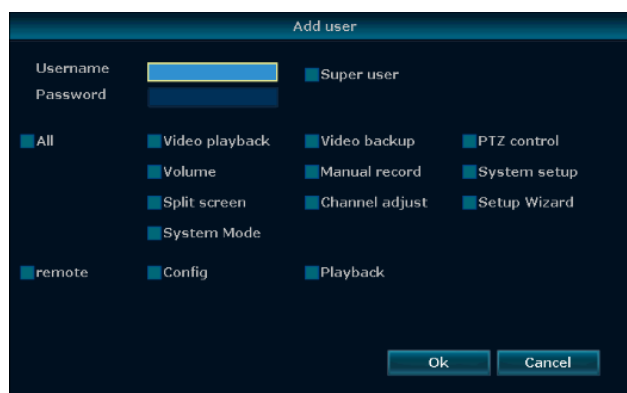 Add user
Username
Super user
Password
All Video playback Video backup PTZ control
Volume Manual record System setup
Split screen Channel adjust Setup Wizard
System Mode
remote Config Playback
Ok Cancel